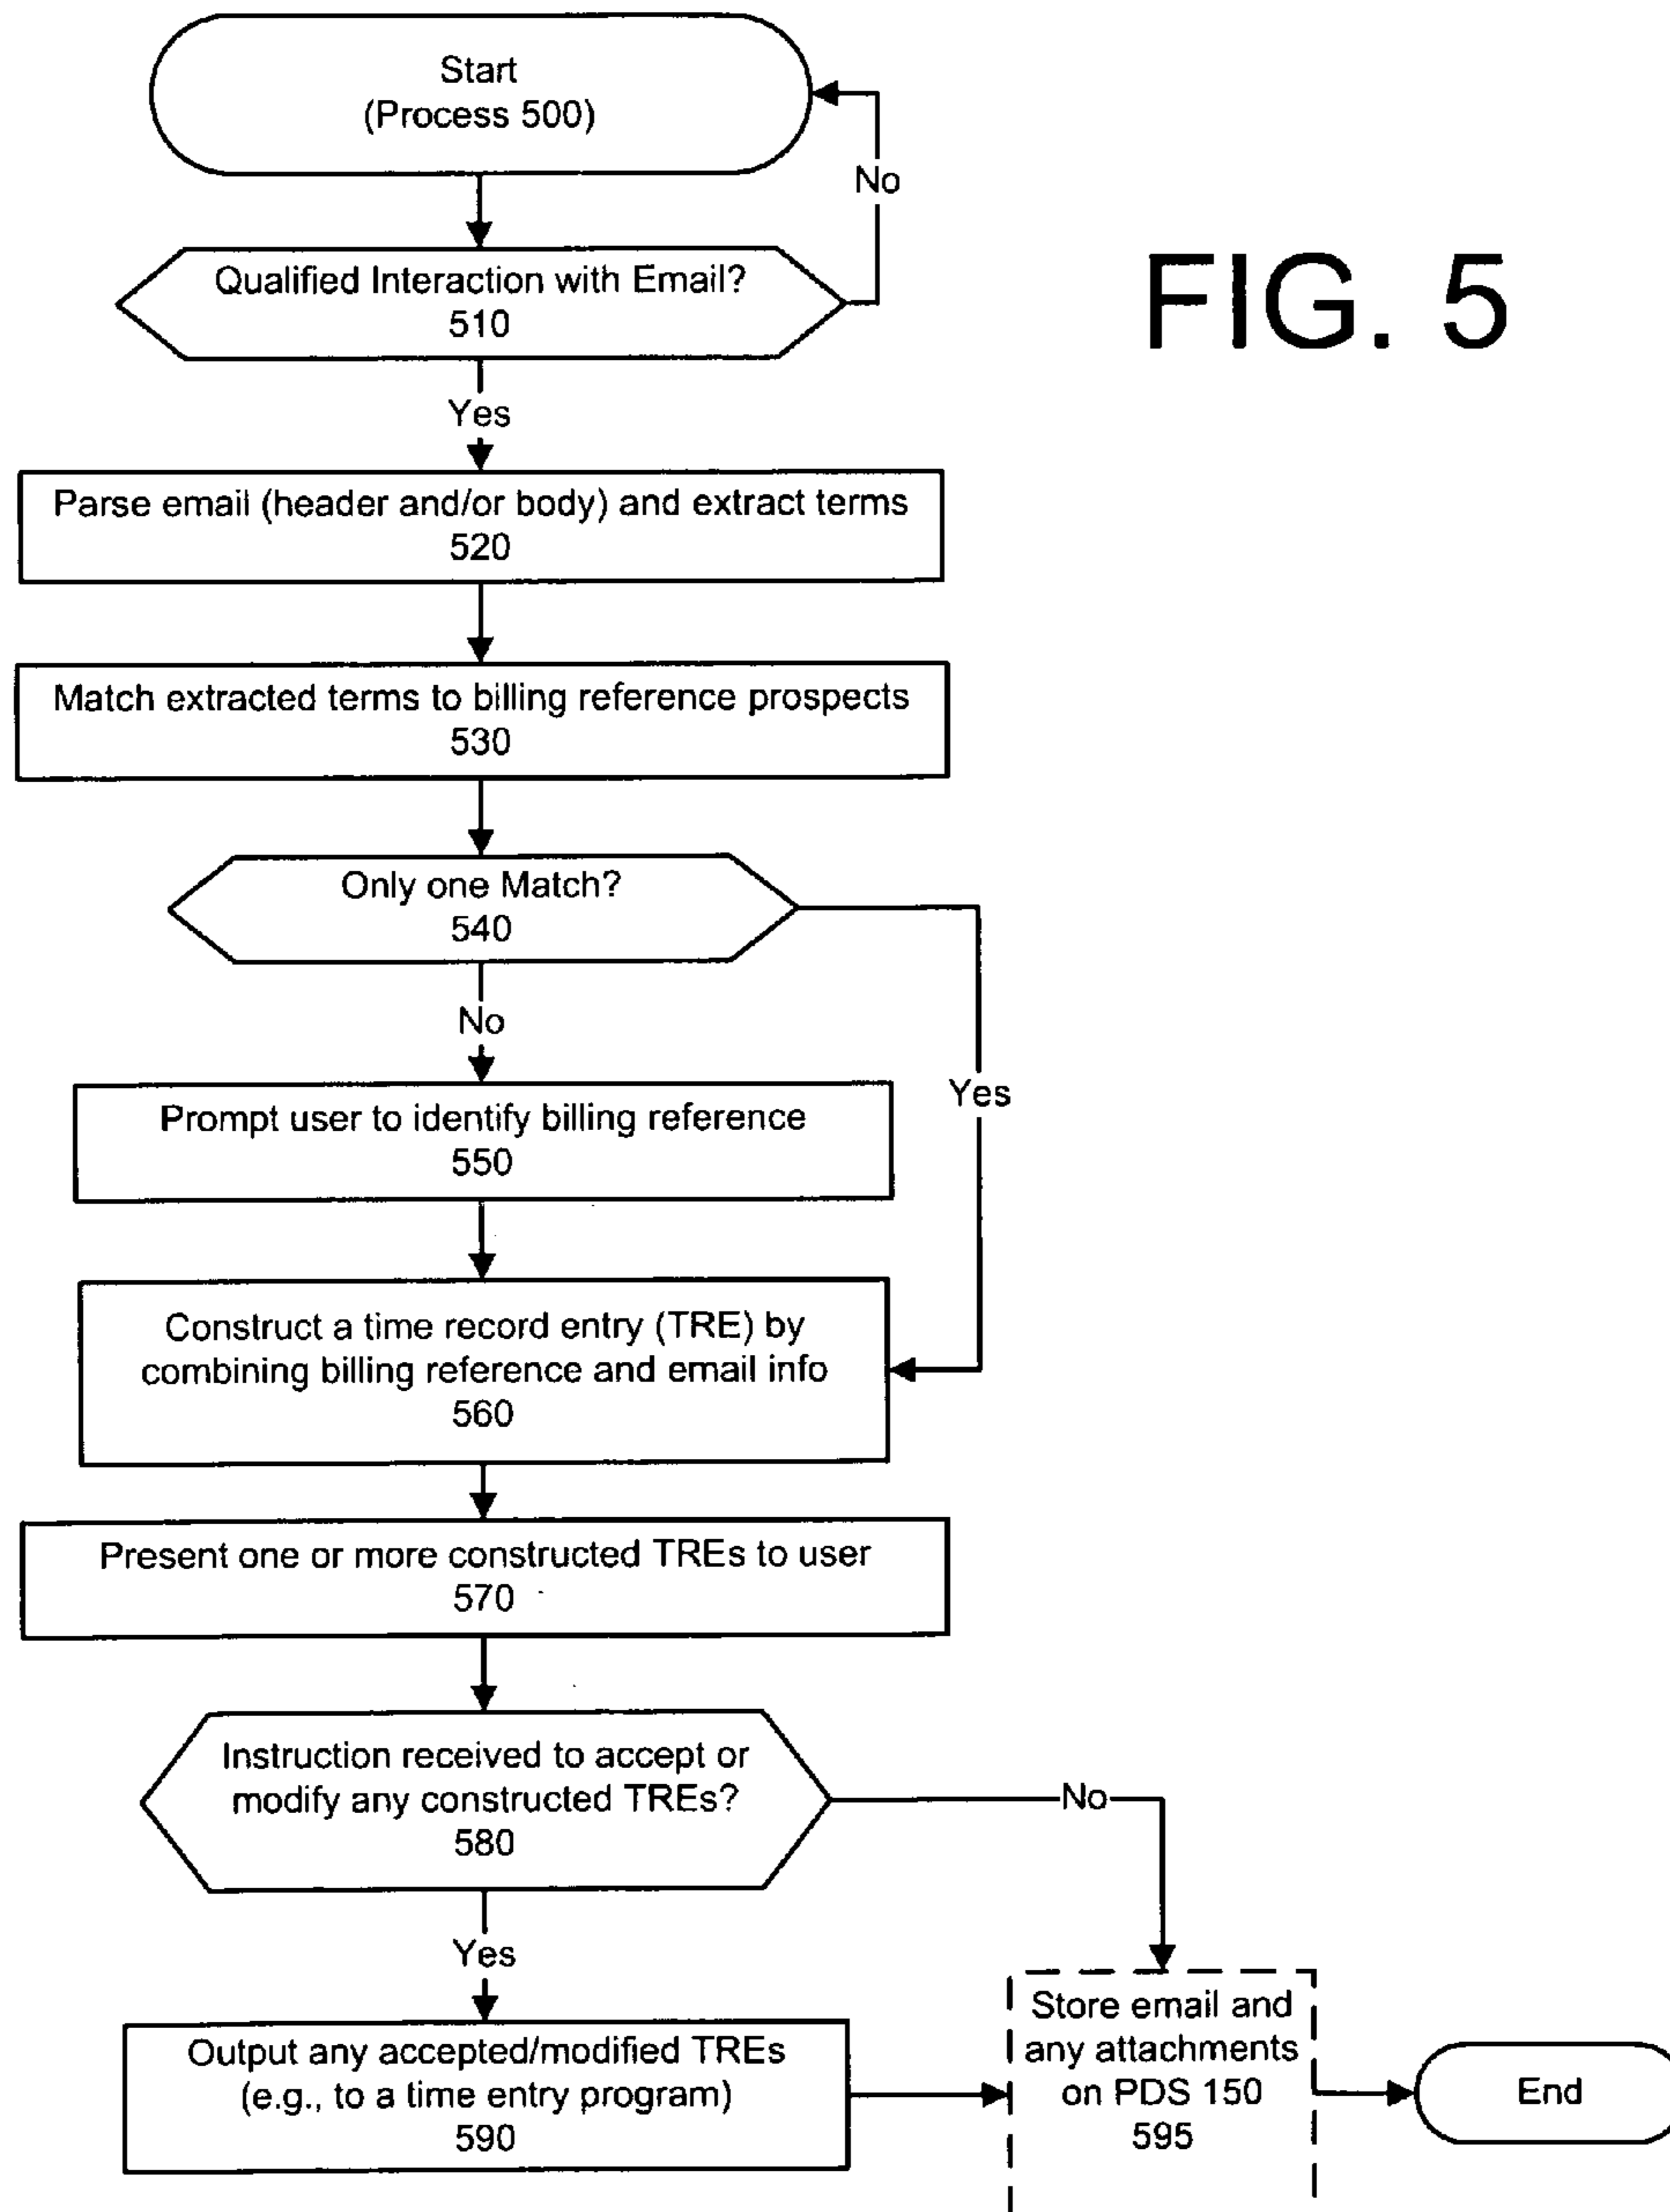 Start
(Process 500)
No
Qualified Interaction with Email?
510
FIG. 5
Yes
Parse email (header and/or body) and extract terms
520
Match extracted terms to billing reference prospects
530
Only one Match?
540
No
Yes
Prompt user to identify billing reference
550
Construct a time record entry (TRE) by
combining billing reference and email info
560
Present one or more constructed TREs to user
570
Instruction received to accept or
modify any constructed TREs?
580
No
Yes
Output any accepted/modified TREs
(e.g., to a time entry program)
590
Store email and
any attachments
on PDS 150
595
End